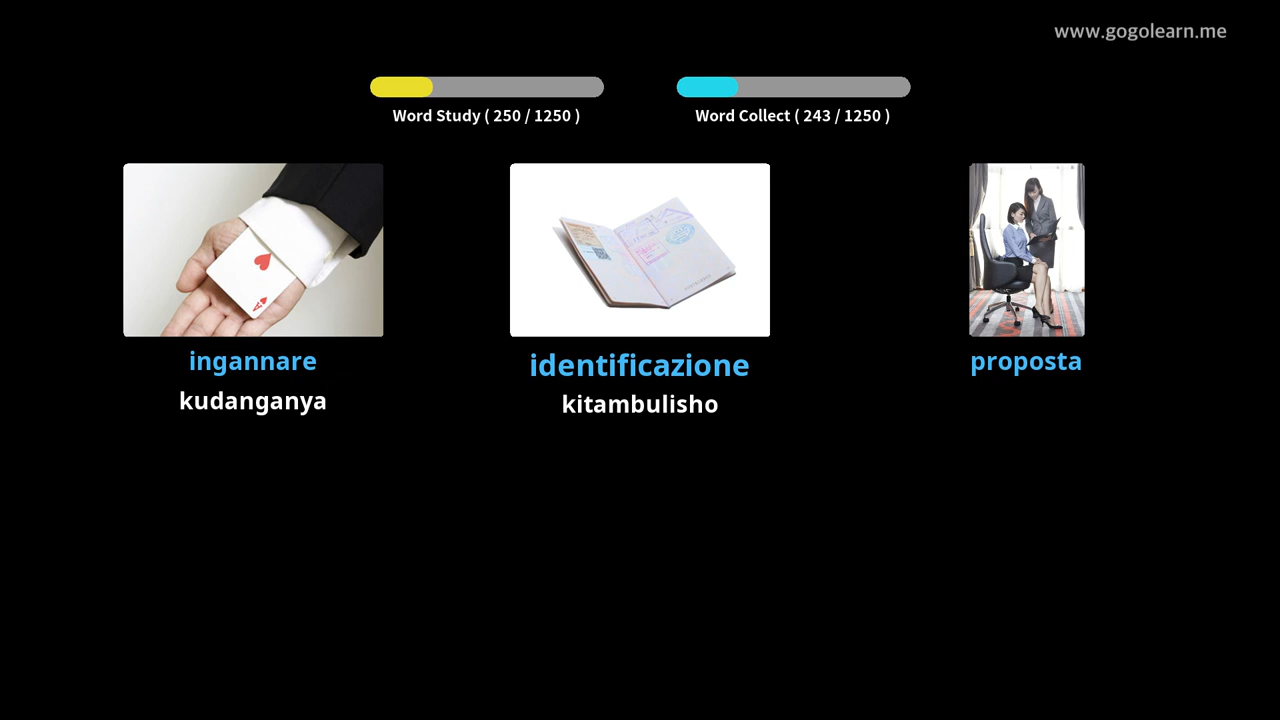 www.gogolearn.me
Word Study ( 250 / 1250 )
Word Collect ( 243 / 1250 )
ingannare
kudanganya
identificazione
kitambulisho
proposta